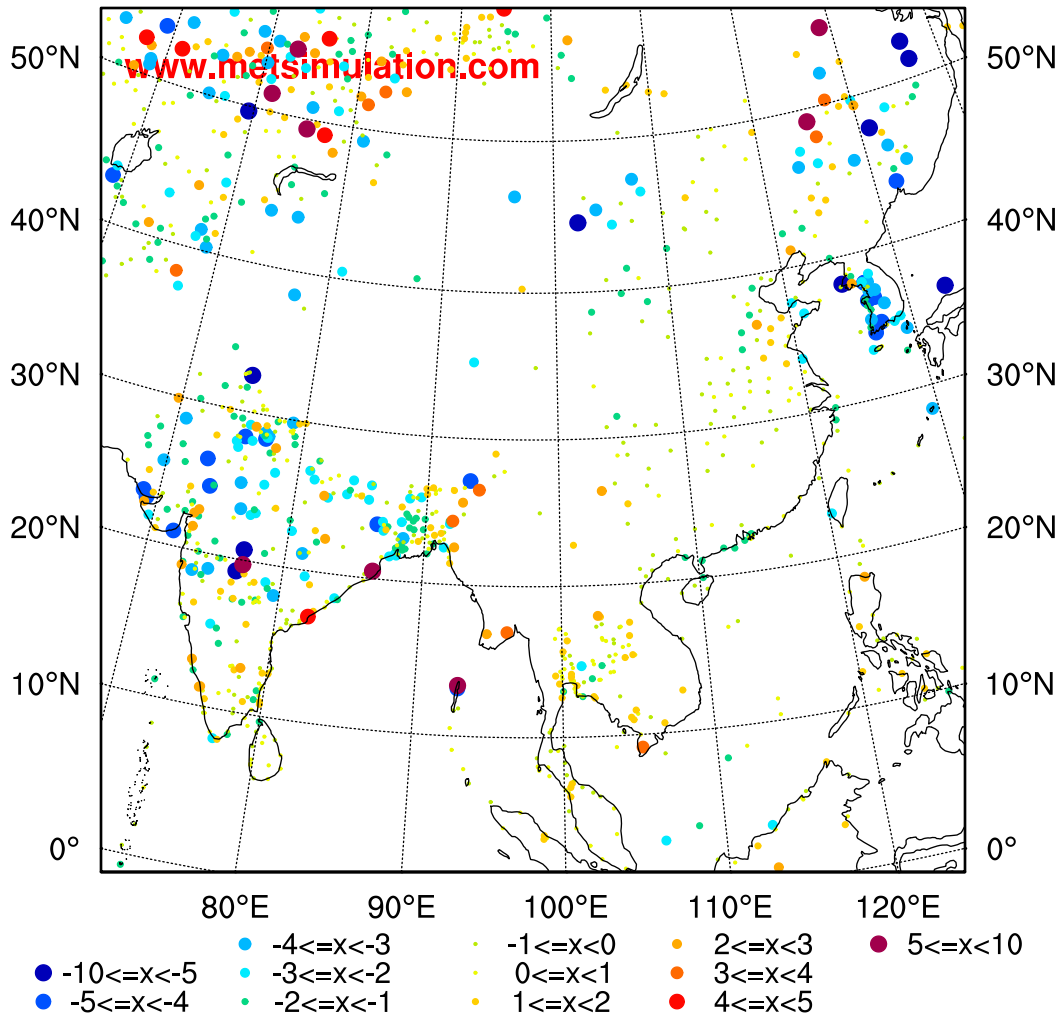 50°N 50°N
www.metsimulation.com
40°N 40°N
30°N 30°N
20°N 20°N
10°N 10°N
0° 0°
80°E 90°E 100°E 110°E 120°E
-4<=x<-3 -1<=x<0 2<=x<3 5<=x<10
-10<=x<-5 -3<=x<-2 0<=x<1 3<=x<4
-5<=x<-4 -2<=x<-1 1<=x<2 4<=x<5